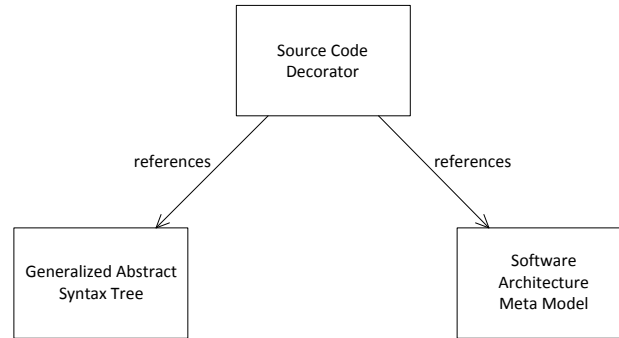 Source Code
Decorator
references
references
Generalized Abstract
Syntax Tree
Software
Architecture
Meta Model